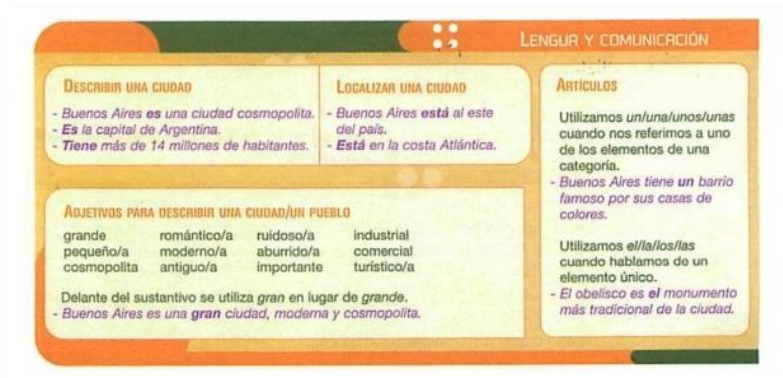 LENGUA Y COMUNICACIÓN
DESCRIBIR UNA CIUDAD
- Buenos Aires es una ciudad cosmopolita.
- Es la capital de Argentina.
- Tiene más de 14 millones de habitantes.
LOCALIZAR UNA CIUDAD
- Buenos Aires está al este
del país.
- Está en la costa Atlántica.
ADJETIVOS PARA DESCRIBIR UNA CIUDAD/UN PUEBLO
grande romántico/a ruidoso/a industrial
pequeño/a moderno/a aburrido/a comercial
cosmopolita antiguo/a importante turístico/a
Delante del sustantivo se utiliza gran en lugar de grande.
- Buenos Aires es una gran ciudad, moderna y cosmopolita.
ARTÍCULOS
Utilizamos un/una/unos/unas
cuando nos referimos a uno
de los elementos de una
categoría.
- Buenos Aires tiene un barrio
famoso por sus casas de
colores.
Utilizamos el/la/los/las
cuando hablamos de un
elemento único.
- El obelisco es el monumento
más tradicional de la ciudad.